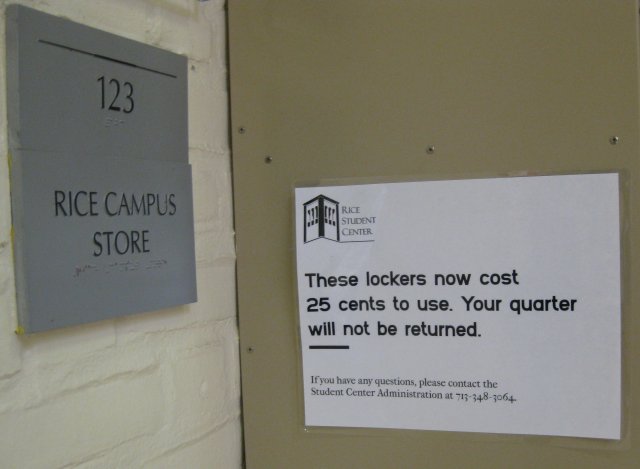 123
RICE CAMPUS
STORE
RICE
STUDENT
CENTER
These lockers now cost
25 cents to use. Your quarter
will not be returned.
If you have any questions, please contact the
Student Center Administration at 713-348-3064.